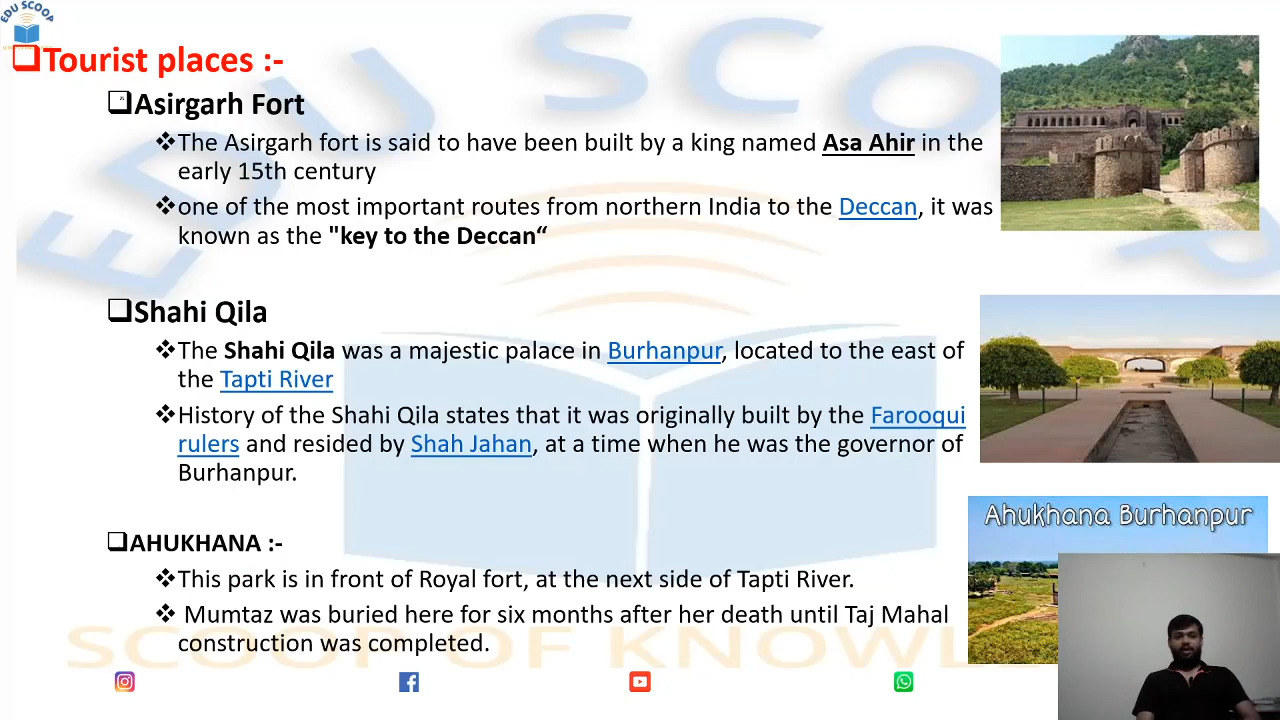 EDU SCOOP
Tourist places :-
Asirgarh Fort
The Asirgarh fort is said to have been built by a king named Asa Ahir in the
early 15th century
one of the most important routes from northern India to the Deccan, it was
known as the "key to the Deccan“
Shahi Qila
The Shahi Qila was a majestic palace in Burhanpur, located to the east of
the Tapti River
History of the Shahi Qila states that it was originally built by the Farooqui
rulers and resided by Shah Jahan, at a time when he was the governor of
Burhanpur.
Ahukhana Burhanpur
AHUKHANA :-
This park is in front of Royal fort, at the next side of Tapti River.
Mumtaz was buried here for six months after her death until Taj Mahal
construction was completed.
EDU SCOOP
SCOOP OF KNOWL